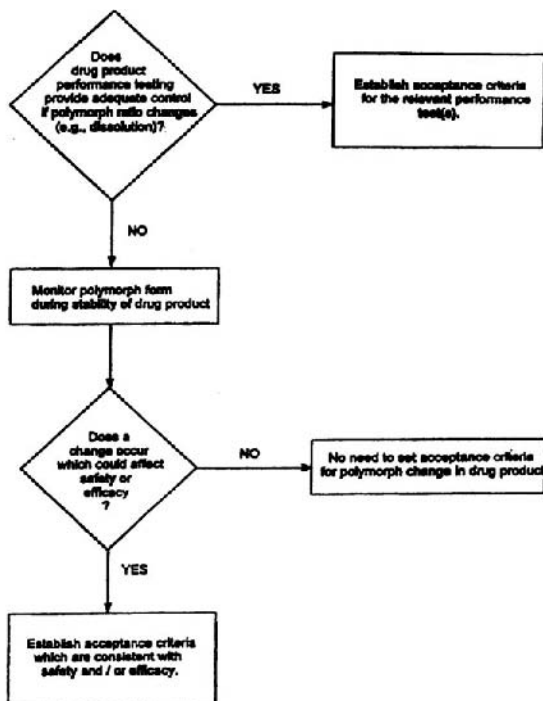 Does
drug product
performance testing
provide adequate control
if polymorph ratio changes
(e.g., dissolution)?
YES
Establish acceptance criteria
for the relevant performance
test(s).
NO
Monitor polymorph form
during stability of drug product
Does a
change occur
which could affect
safety or
efficacy
?
NO
No need to set acceptance criteria
for polymorph change in drug product
YES
Establish acceptance criteria
which are consistent with
safety and / or efficacy.